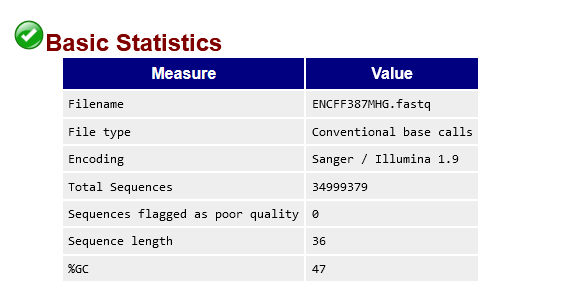 Basic Statistics
Measure Value
Filename ENCFF387MHG.fastq
File type Conventional base calls
Encoding Sanger / Illumina 1.9
Total Sequences 34999379
Sequences flagged as poor quality 0
Sequence length 36
%GC 47